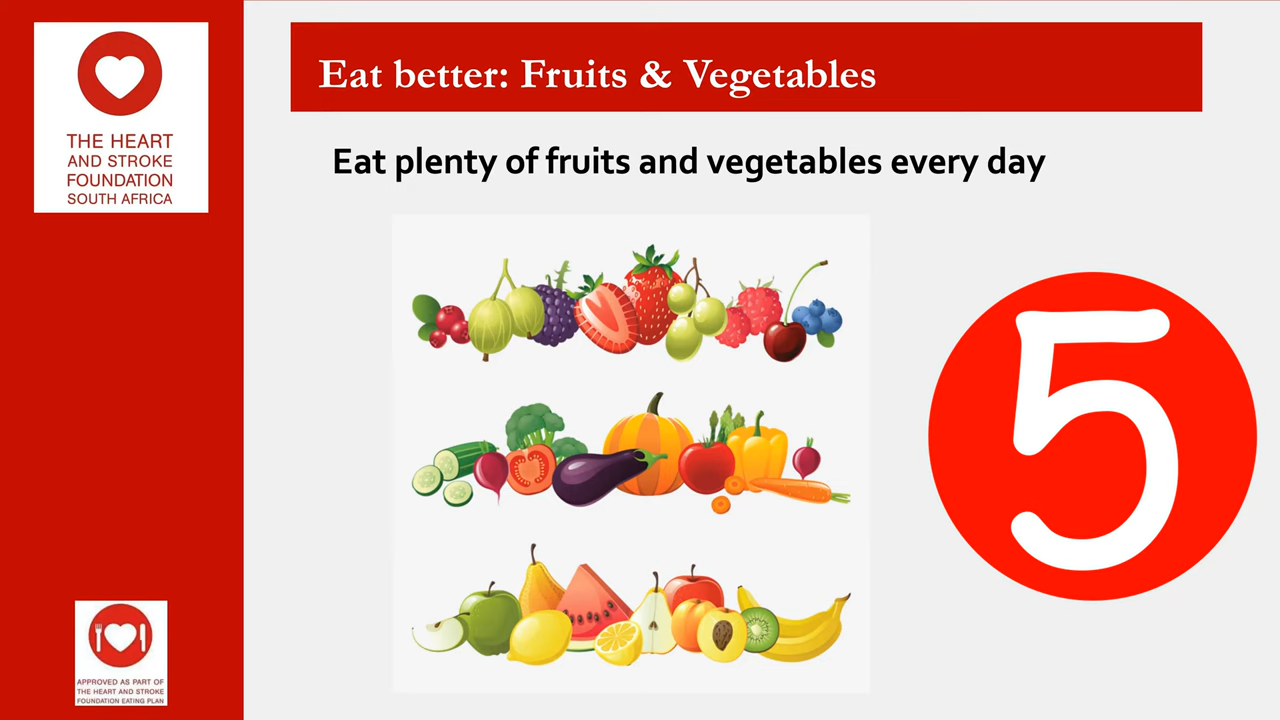 THE HEART
AND STROKE
FOUNDATION
SOUTH AFRICA
Eat better: Fruits & Vegetables
Eat plenty of fruits and vegetables every day
5
APPROVED AS PART OF
THE HEART AND STROKE
FOUNDATION EATING PLAN